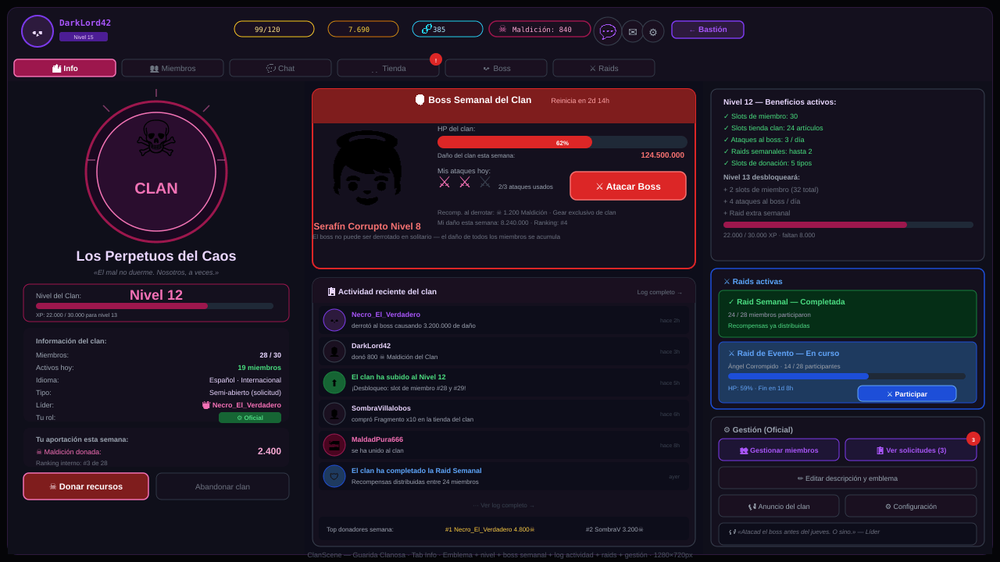 DarkLord42
Nivel 15
99/120
7.690
385
☠ Maldición: 840
← Bastión
Info
Miembros
Chat
Tienda
!
Boss
⚔ Raids
CLAN
Los Perpetuos del Caos
«El mal no duerme. Nosotros, a veces.»
Nivel del Clan: Nivel 12
XP: 22.000 / 30.000 para nivel 13
Información del clan:
Miembros: 28 / 30
Activos hoy: 19 miembros
Idioma: Español · Internacional
Tipo: Semi-abierto (solicitud)
Líder: Necro_El_Verdadero
Tu rol: ⚙ Oficial
Tu aportación esta semana:
☠ Maldición donada: 2.400
Ranking interno: #3 de 28
☠ Donar recursos
Abandonar clan
Boss Semanal del Clan Reinicia en 2d 14h
HP del clan:
62%
Daño del clan esta semana: 124.500.000
Mis ataques hoy:
2/3 ataques usados
⚔ Atacar Boss
Recomp. al derrotar: ☠ 1.200 Maldición · Gear exclusivo de clan
Mi daño esta semana: 8.240.000 · Ranking: #4
Serafín Corrupto Nivel 8
El boss no puede ser derrotado en solitario — el daño de todos los miembros se acumula
Actividad reciente del clan Log completo →
Necro_El_Verdadero
derrotó al boss causando 3.200.000 de daño
hace 2h
DarkLord42
donó 800 ☠ Maldición del Clan
hace 3h
El clan ha subido al Nivel 12
¡Desbloqueo: slot de miembro #28 y #29!
hace 5h
SombraVillalobos
compró Fragmento x10 en la tienda del clan
hace 6h
MaldadPura666
se ha unido al clan
hace 8h
El clan ha completado la Raid Semanal
Recompensas distribuidas entre 24 miembros
ayer
··· Ver log completo →
Top donadores semana: #1 Necro_El_Verdadero 4.800☠ #2 SombraV 3.200☠
Nivel 12 — Beneficios activos:
✓ Slots de miembro: 30
✓ Slots tienda clan: 24 artículos
✓ Ataques al boss: 3 / día
✓ Raids semanales: hasta 2
✓ Slots de donación: 5 tipos
Nivel 13 desbloqueará:
+ 2 slots de miembro (32 total)
+ 4 ataques al boss / día
+ Raid extra semanal
22.000 / 30.000 XP · faltan 8.000
⚔ Raids activas
✓ Raid Semanal — Completada
24 / 28 miembros participaron
Recompensas ya distribuidas
⚔ Raid de Evento — En curso
Ángel Corrompido · 14 / 28 participantes
HP: 59% · Fin en 1d 8h
⚔ Participar
⚙ Gestión (Oficial)
Gestionar miembros
Ver solicitudes (3)
3
✏ Editar descripción y emblema
Anuncio del clan
⚙ Configuración
«Atacad el boss antes del jueves. O sino.» — Líder
ClanScene — Guarida Clanosa · Tab Info · Emblema + nivel + boss semanal + log actividad + raids + gestión · 1280×720px